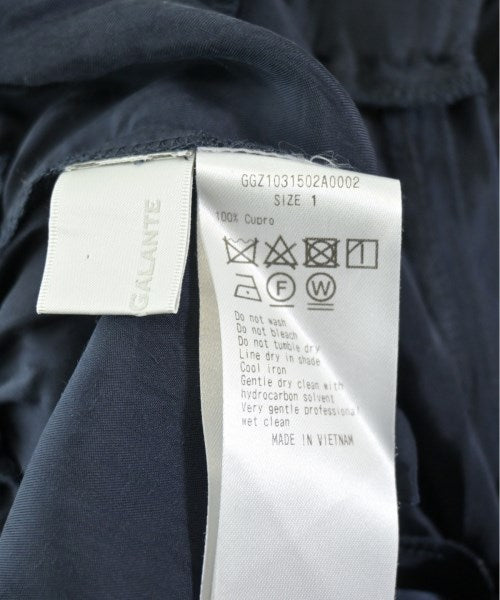 GALANTE
GGZ1031502A0002
SIZE 1
100% Cupro
F
W
Do not wash
Do not bleach
Do not tumble dry
Line dry in shade
Cool iron
Gentle dry clean with
hydrocarbon solvent
Very gentle professional
wet clean
MADE IN VIETNAM